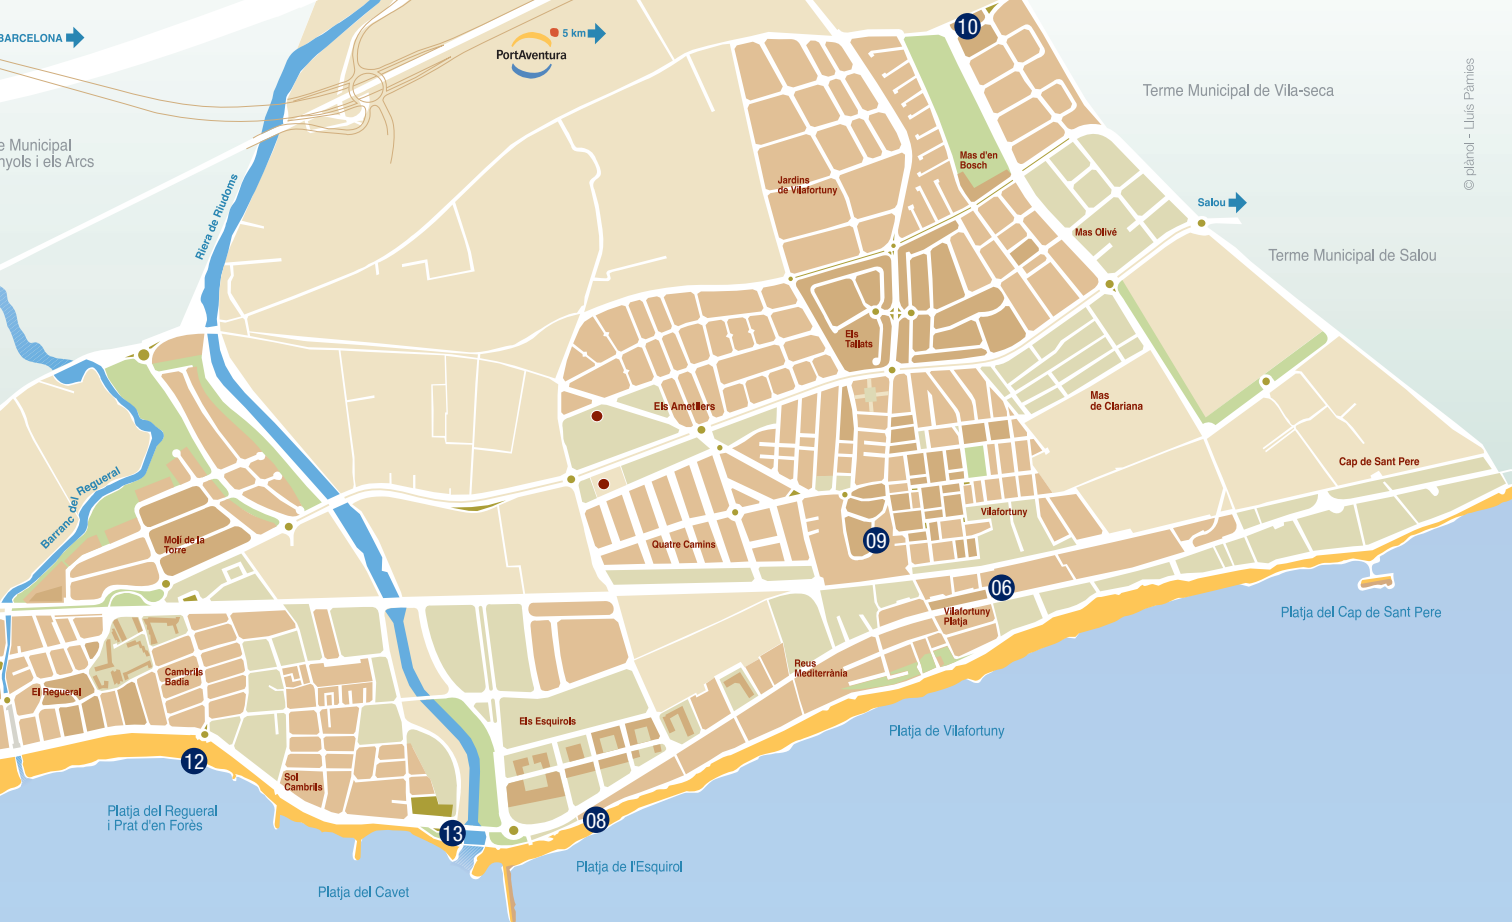 10
BARCELONA
5 km
PortAventura
Terme Municipal de Vila-seca
© plànol - Lluís Pàmies
e Municipal
nyols i els Arcs
Mas d'en
Bosch
Jardins
de Vilafortuny
Riera de Riudoms
Salou
Mas Olivé
Terme Municipal de Salou
Els
Tallats
Mas
de Clariana
Els Ametllers
Cap de Sant Pere
Barranc del Regueral
Vilafortuny
Molí de la
Torre
Quatre Camins
09
06
Vilafortuny
Platja
Platja del Cap de Sant Pere
Reus
Mediterrània
Cambrils
Badia
El Regueral
Els Esquirols
Platja de Vilafortuny
12
Sol
Cambrils
Platja del Regueral
i Prat d'en Forès
08
13
Platja de l'Esquirol
Platja del Cavet